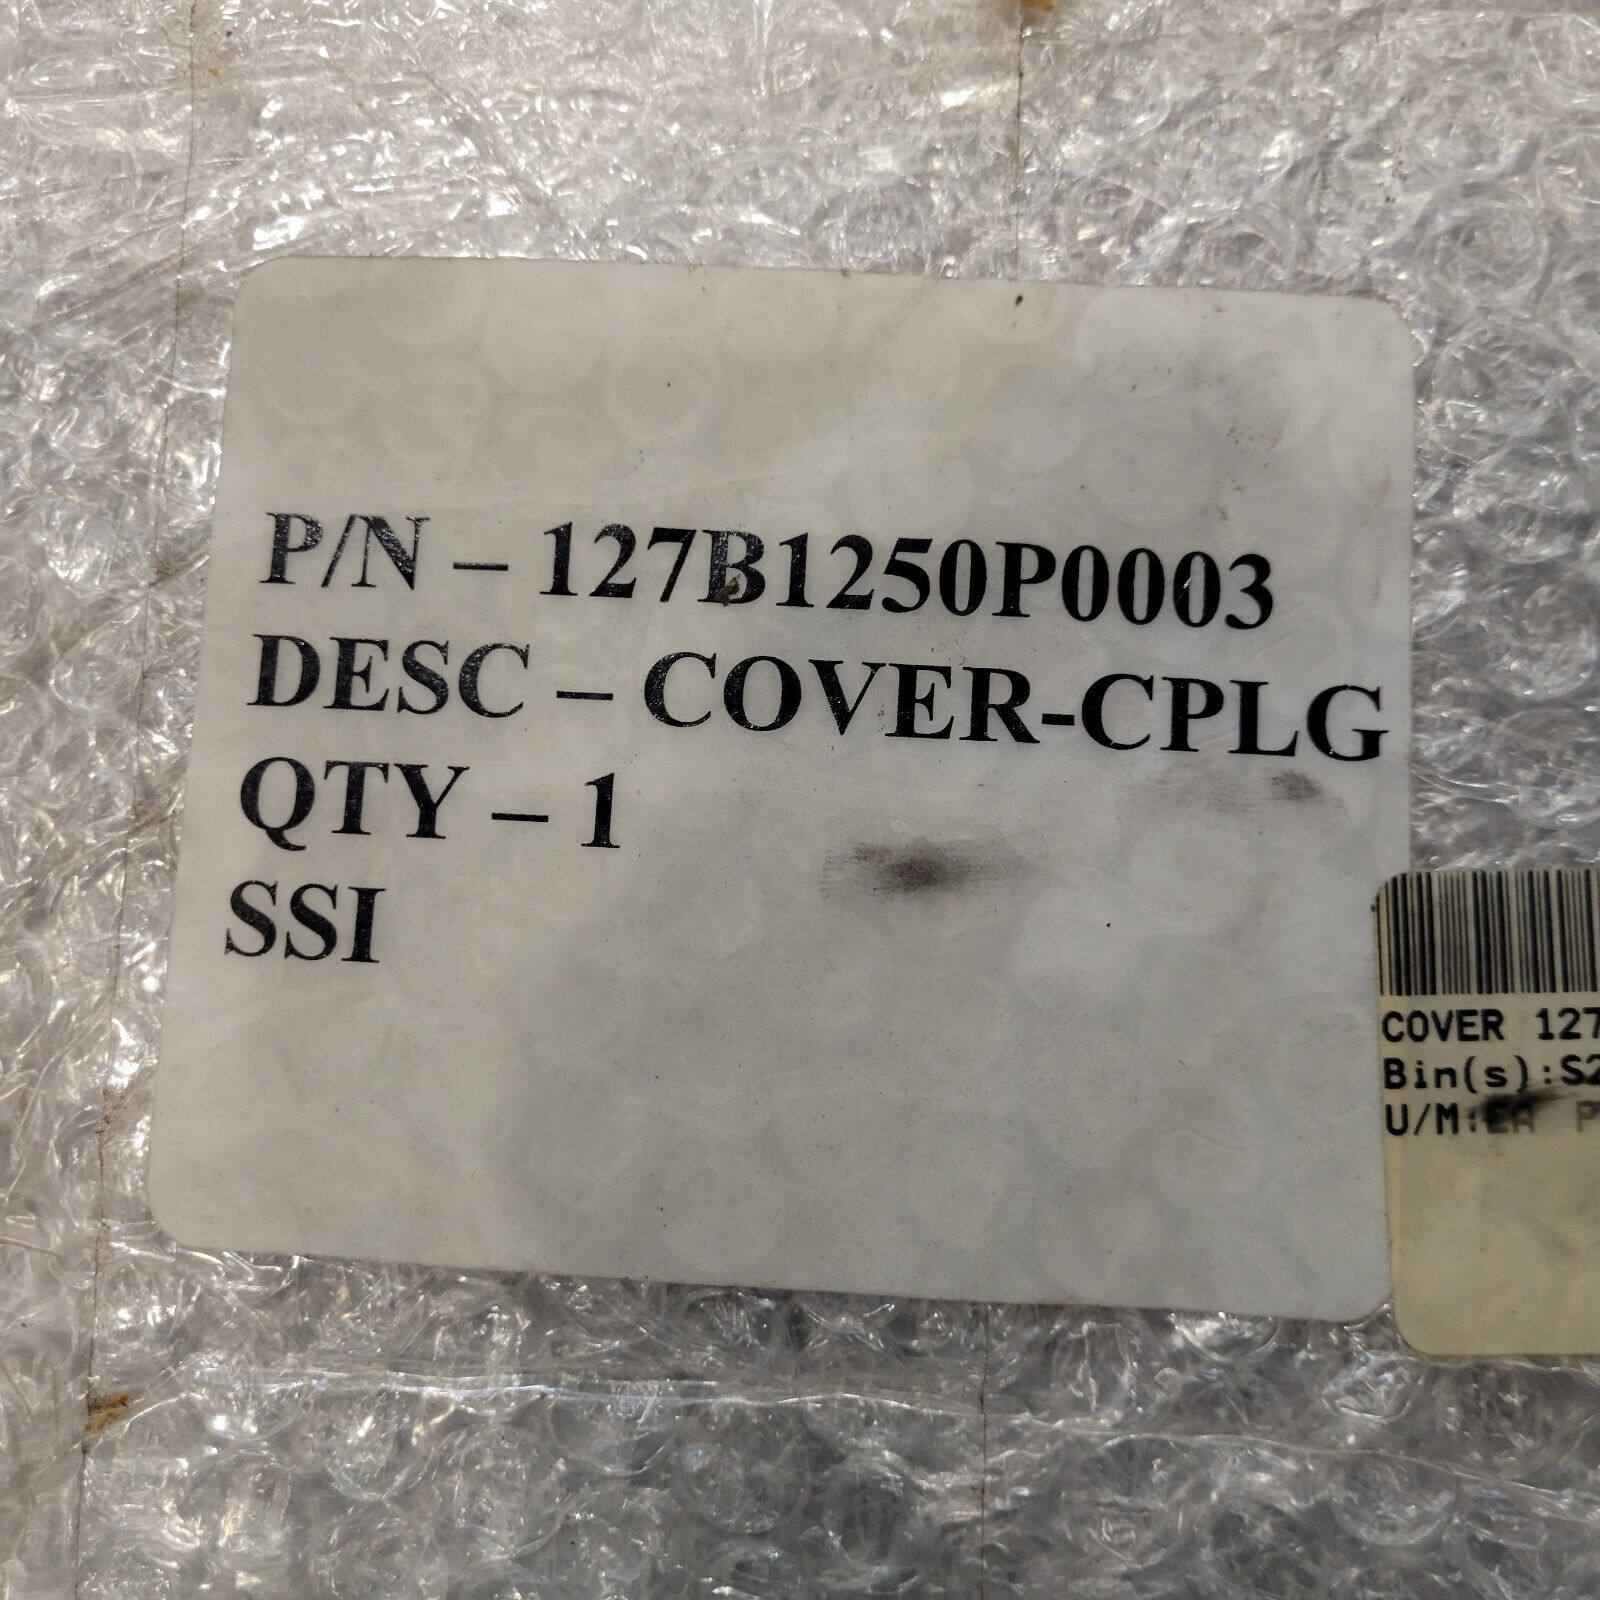 P/N – 127B1250P0003
DESC – COVER-CPLG
QTY – 1
SSI
COVER 127
Bin(s):S2
U/M:EA P